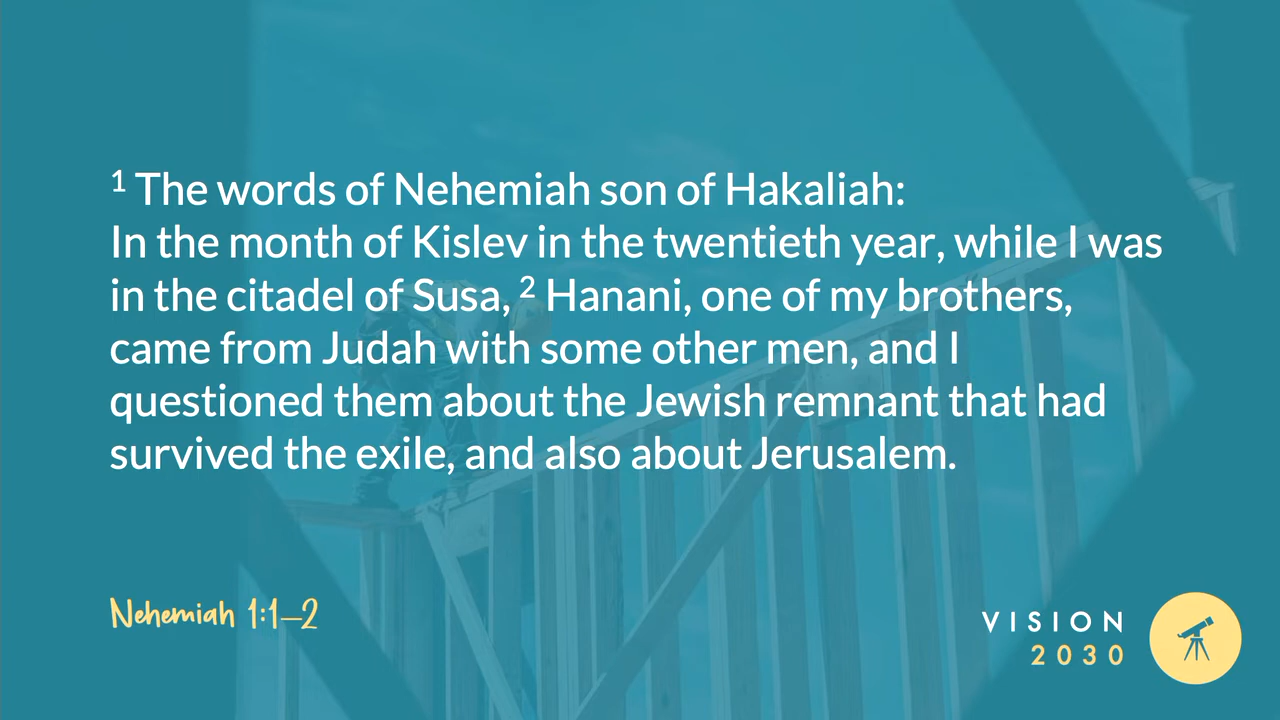 ¹ The words of Nehemiah son of Hakaliah:
In the month of Kislev in the twentieth year, while I was
in the citadel of Susa, ² Hanani, one of my brothers,
came from Judah with some other men, and I
questioned them about the Jewish remnant that had
survived the exile, and also about Jerusalem.
Nehemiah 1:1–2
VISION
2030